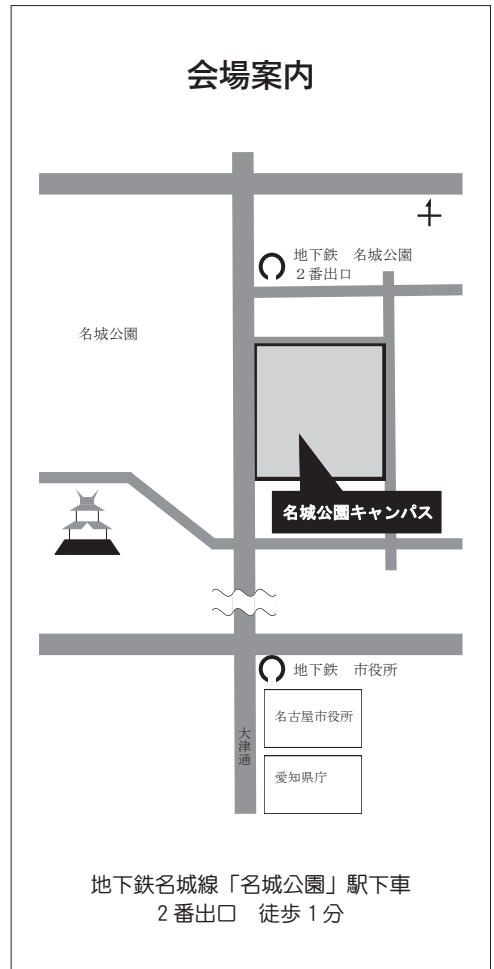 会場案内
地下鉄　名城公園
２番出口
名城公園
名城公園キャンパス
地下鉄　市役所
名古屋市役所
大津通
愛知県庁
地下鉄名城線「名城公園」駅下車
２番出口　徒歩１分